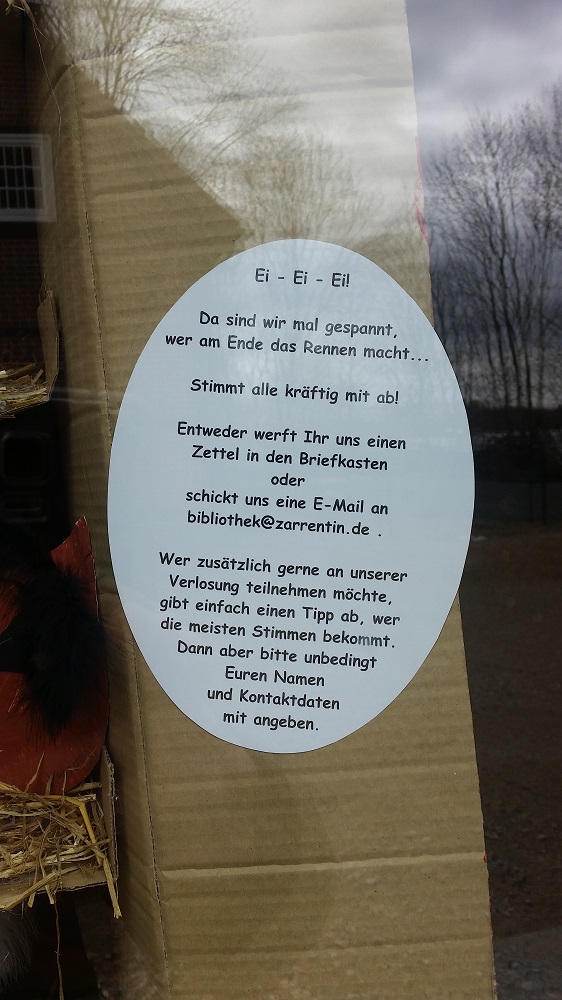 Ei - Ei - Ei!
Da sind wir mal gespannt,
wer am Ende das Rennen macht...
Stimmt alle kräftig mit ab!
Entweder werft Ihr uns einen
Zettel in den Briefkasten
oder
schickt uns eine E-Mail an
bibliothek@zarrentin.de .
Wer zusätzlich gerne an unserer
Verlosung teilnehmen möchte,
gibt einfach einen Tipp ab, wer
die meisten Stimmen bekommt.
Dann aber bitte unbedingt
Euren Namen
und Kontaktdaten
mit angeben.